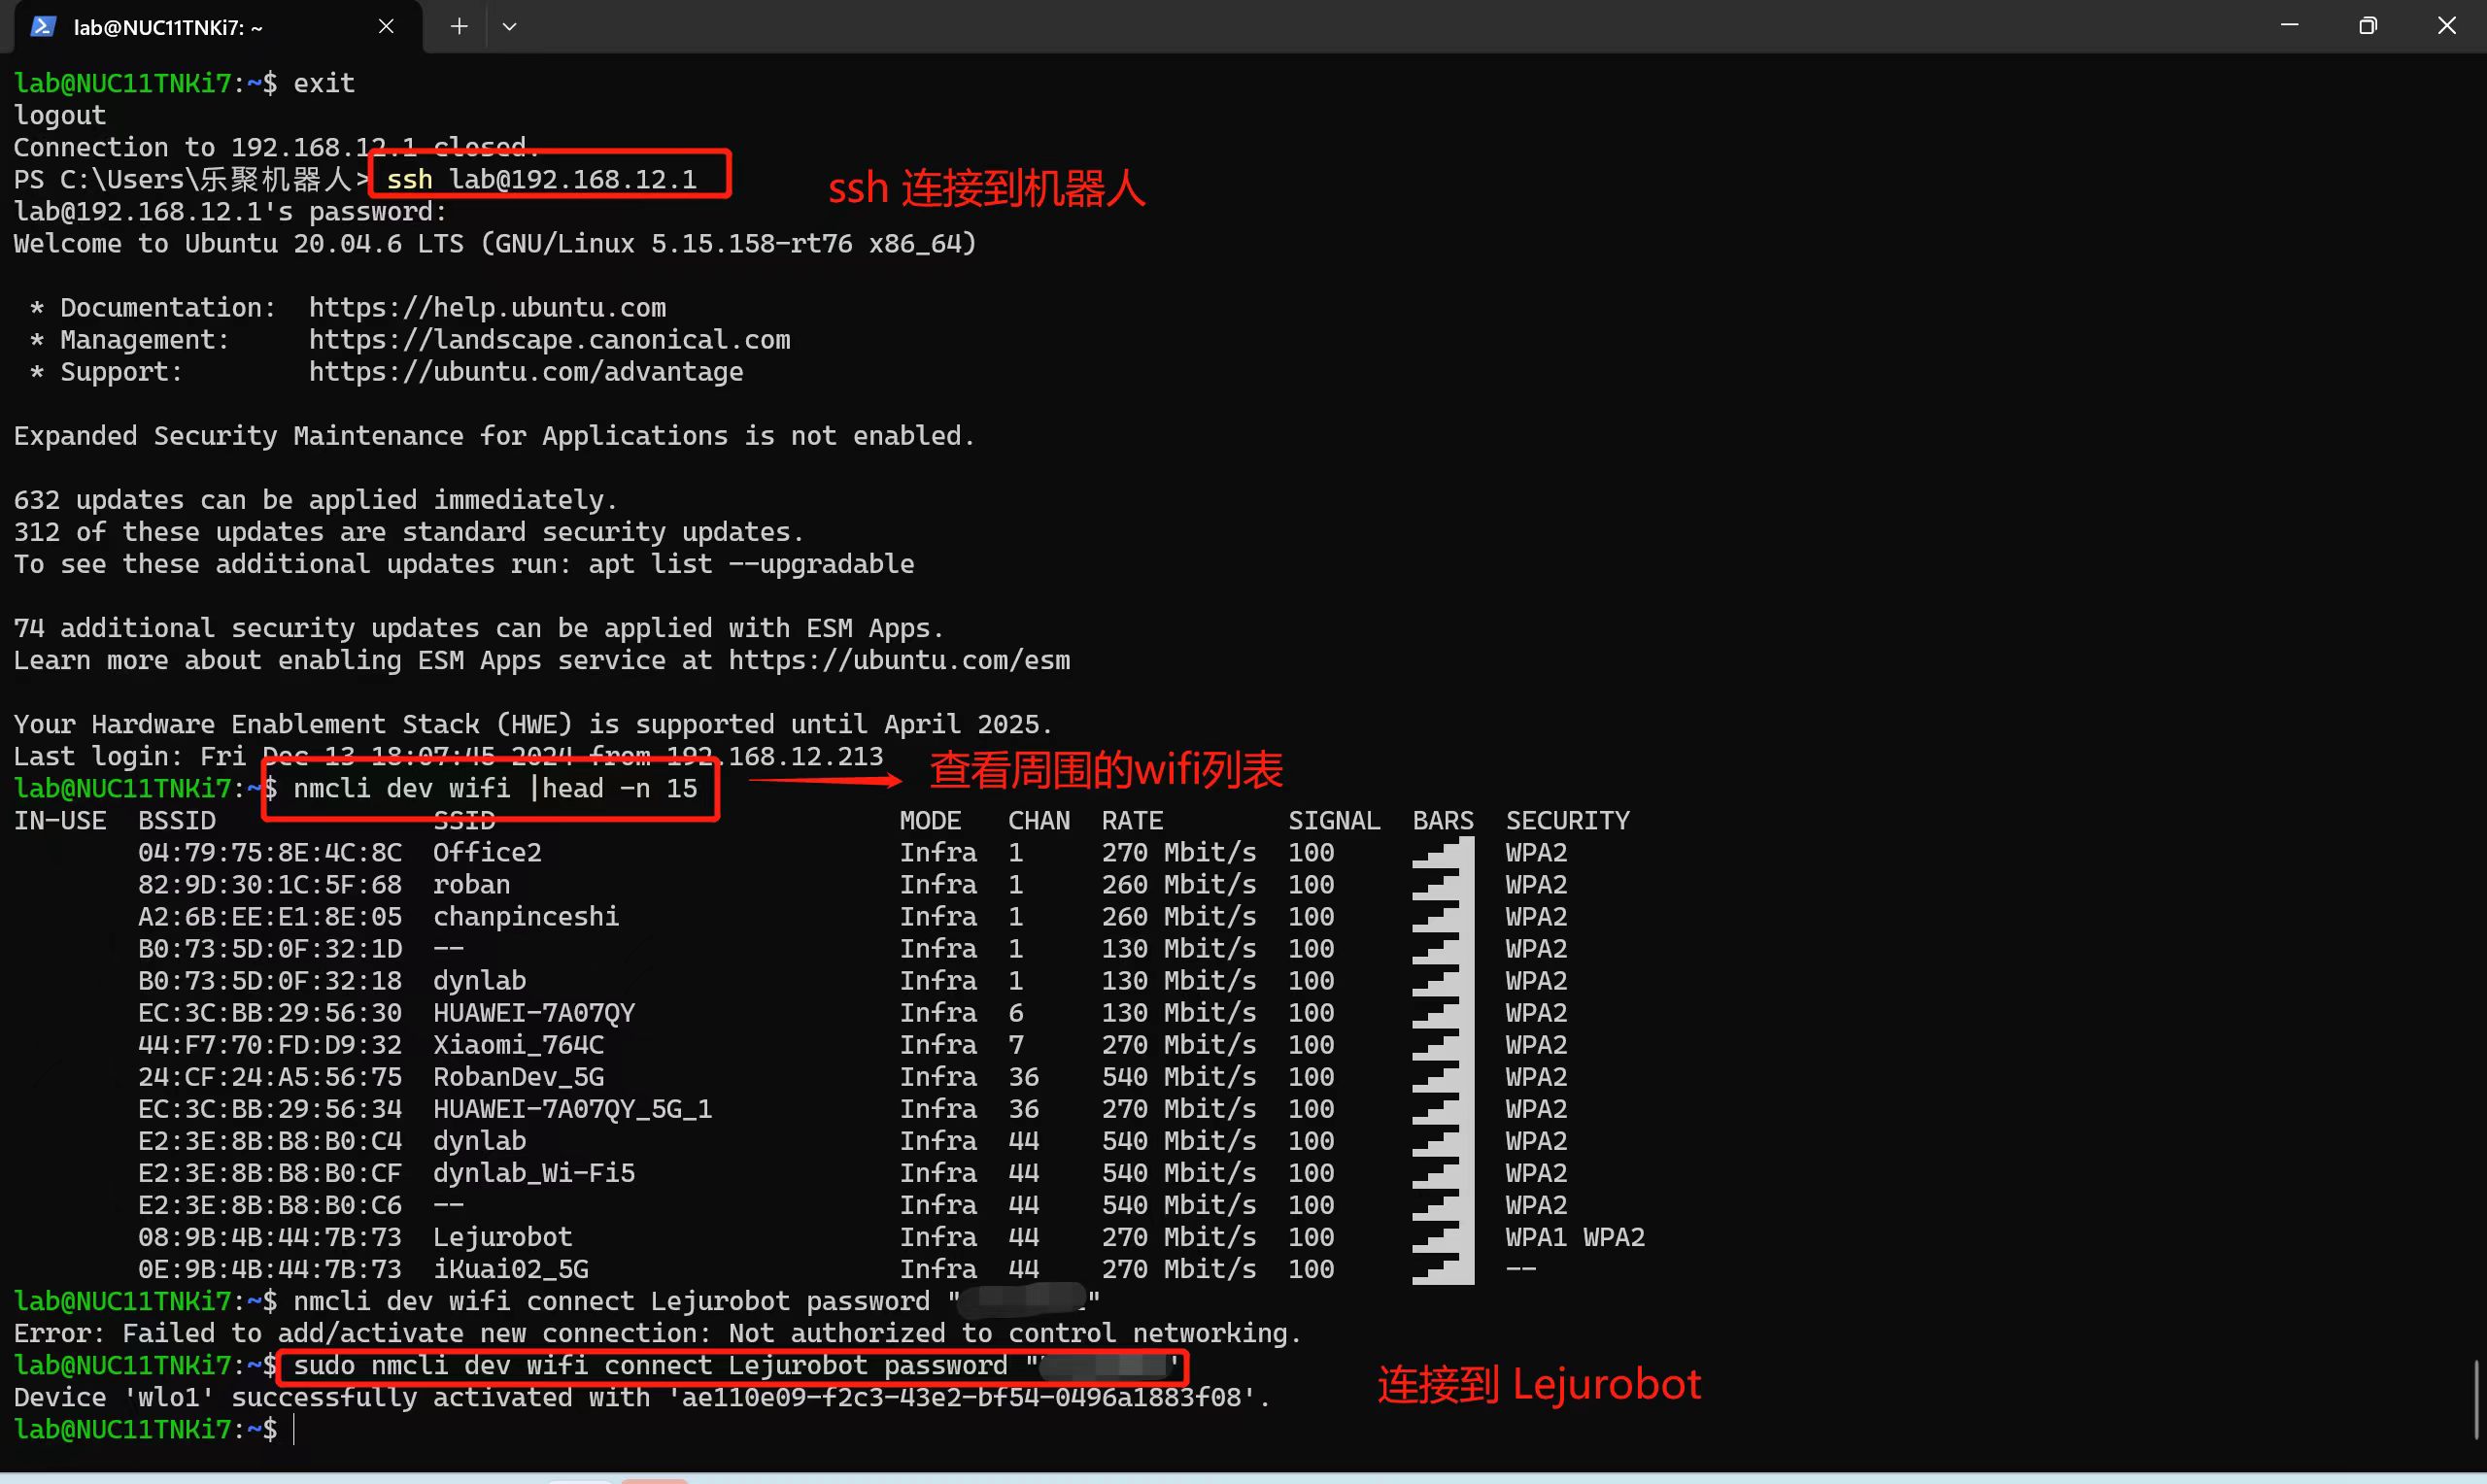 lab@NUC11TNKi7: ~
lab@NUC11TNKi7:~$ exit
logout
Connection to 192.168.12.1 closed.
PS C:\Users\乐聚机器人> ssh lab@192.168.12.1
ssh 连接到机器人
lab@192.168.12.1's password:
Welcome to Ubuntu 20.04.6 LTS (GNU/Linux 5.15.158-rt76 x86_64)
* Documentation:  https://help.ubuntu.com
* Management:     https://landscape.canonical.com
* Support:        https://ubuntu.com/advantage
Expanded Security Maintenance for Applications is not enabled.
632 updates can be applied immediately.
312 of these updates are standard security updates.
To see these additional updates run: apt list --upgradable
74 additional security updates can be applied with ESM Apps.
Learn more about enabling ESM Apps service at https://ubuntu.com/esm
Your Hardware Enablement Stack (HWE) is supported until April 2025.
Last login: Fri Dec 13 18:07:45 2024 from 192.168.12.213
lab@NUC11TNKi7:~$ nmcli dev wifi |head -n 15
查看周围的wifi列表
IN-USE  BSSID              SSID                          MODE   CHAN  RATE        SIGNAL  BARS  SECURITY
04:79:75:8E:4C:8C  Office2                       Infra  1     270 Mbit/s  100     WPA2
82:9D:30:1C:5F:68  roban                         Infra  1     260 Mbit/s  100     WPA2
A2:6B:EE:E1:8E:05  chanpinceshi                  Infra  1     260 Mbit/s  100     WPA2
B0:73:5D:0F:32:1D  --                            Infra  1     130 Mbit/s  100     WPA2
B0:73:5D:0F:32:18  dynlab                        Infra  1     130 Mbit/s  100     WPA2
EC:3C:BB:29:56:30  HUAWEI-7A07QY                 Infra  6     130 Mbit/s  100     WPA2
44:F7:70:FD:D9:32  Xiaomi_764C                   Infra  7     270 Mbit/s  100     WPA2
24:CF:24:A5:56:75  RobanDev_5G                   Infra  36    540 Mbit/s  100     WPA2
EC:3C:BB:29:56:34  HUAWEI-7A07QY_5G_1            Infra  36    270 Mbit/s  100     WPA2
E2:3E:8B:B8:B0:C4  dynlab                        Infra  44    540 Mbit/s  100     WPA2
E2:3E:8B:B8:B0:CF  dynlab_Wi-Fi5                 Infra  44    540 Mbit/s  100     WPA2
E2:3E:8B:B8:B0:C6  --                            Infra  44    540 Mbit/s  100     WPA2
08:9B:4B:44:7B:73  Lejurobot                     Infra  44    270 Mbit/s  100     WPA1 WPA2
0E:9B:4B:44:7B:73  iKuai02_5G                    Infra  44    270 Mbit/s  100     --
lab@NUC11TNKi7:~$ nmcli dev wifi connect Lejurobot password "
Error: Failed to add/activate new connection: Not authorized to control networking.
lab@NUC11TNKi7:~$ sudo nmcli dev wifi connect Lejurobot password "
连接到 Lejurobot
Device 'wlo1' successfully activated with 'ae110e09-f2c3-43e2-bf54-0496a1883f08'.
lab@NUC11TNKi7:~$